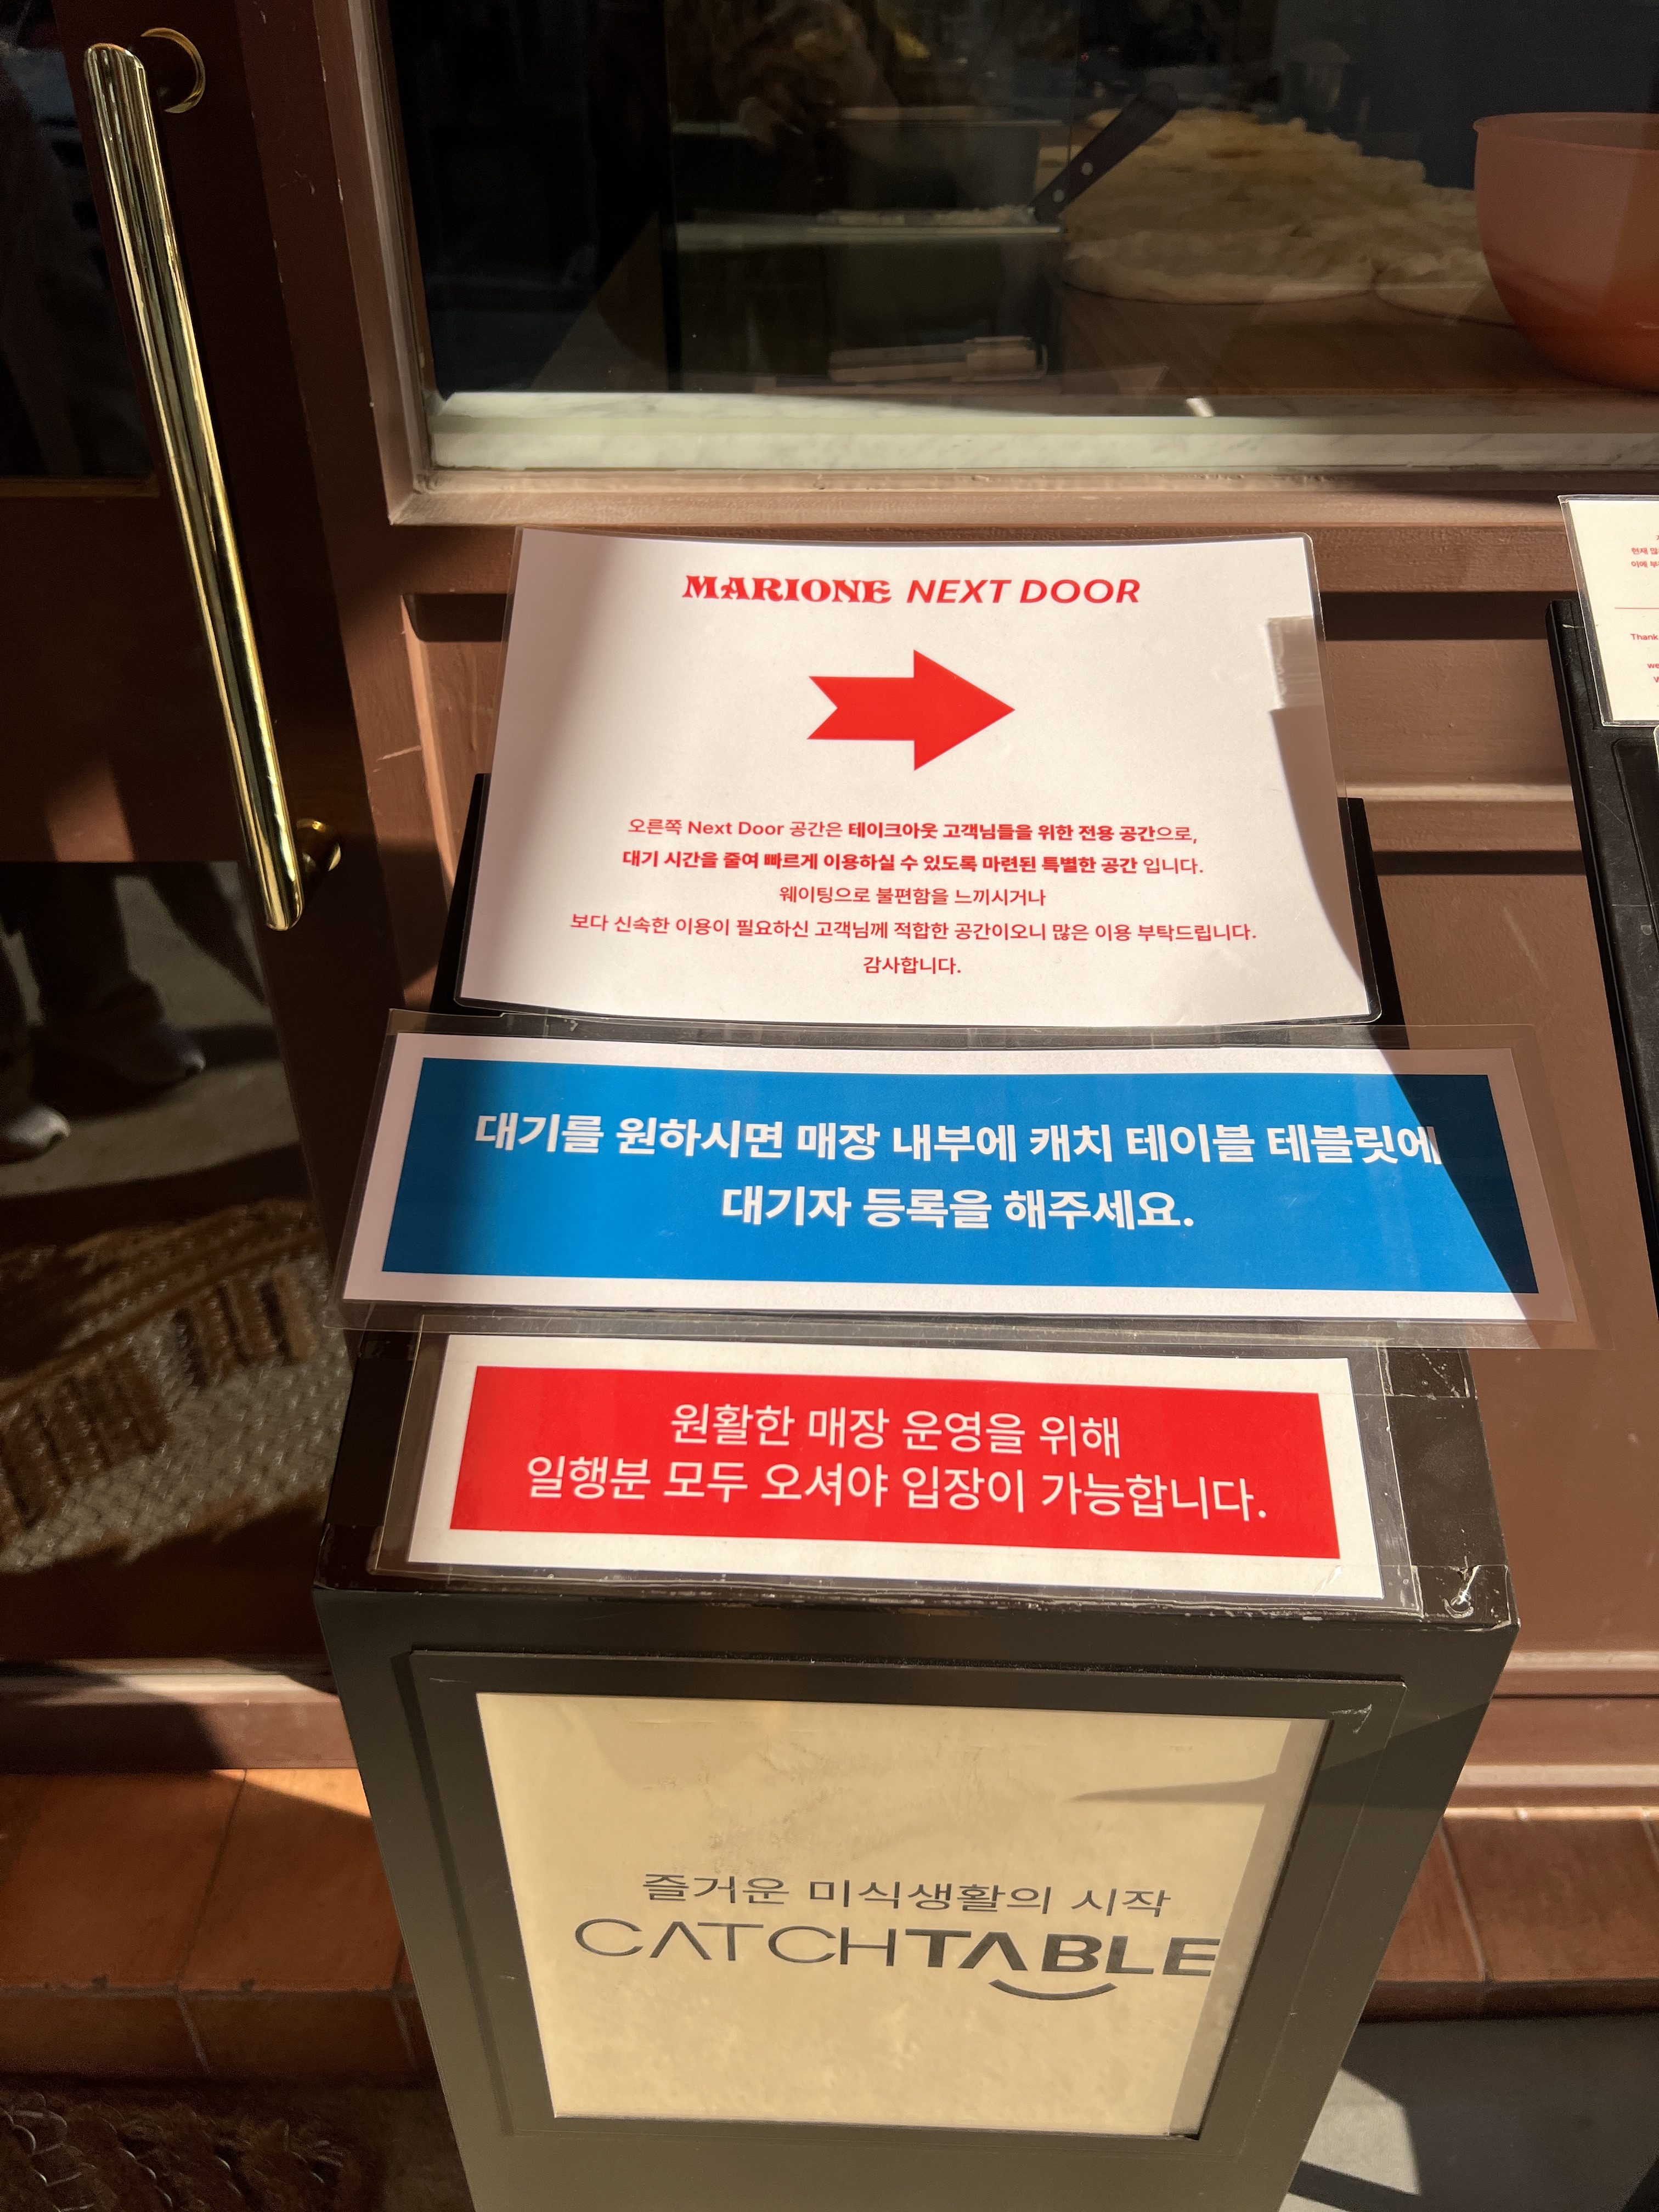 MARIONE NEXT DOOR
오른쪽 Next Door 공간은 테이크아웃 고객님들을 위한 전용 공간으로,
대기 시간을 줄여 빠르게 이용하실 수 있도록 마련된 특별한 공간 입니다.
웨이팅으로 불편함을 느끼시거나
보다 신속한 이용이 필요하신 고객님께 적합한 공간이오니 많은 이용 부탁드립니다.
감사합니다.
대기를 원하시면 매장 내부에 캐치 테이블 테블릿에
대기자 등록을 해주세요.
원활한 매장 운영을 위해
일행분 모두 오셔야 입장이 가능합니다.
즐거운 미식생활의 시작
CATCHTABLE
현재
이에
Thank